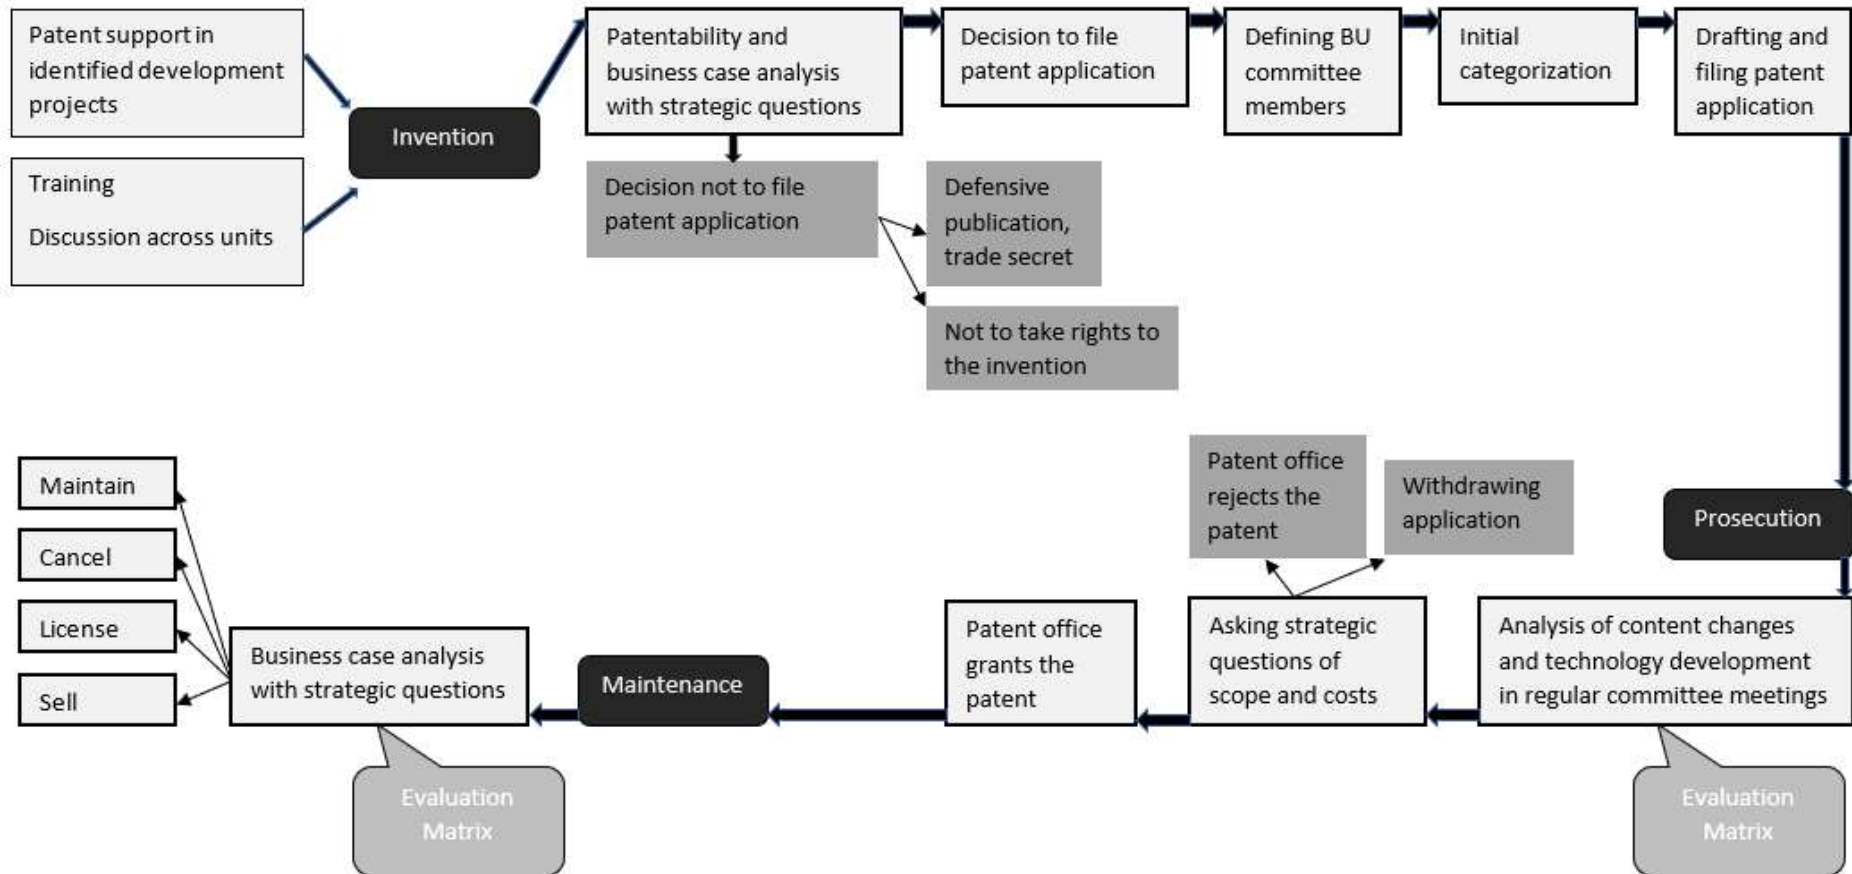 Patent support in
identified development
projects
Training
Discussion across units
Invention
Patentability and
business case analysis
with strategic questions
Decision to file
patent application
Defining BU
committee
members
Initial
categorization
Drafting and
filing patent
application
Decision not to file
patent application
Defensive
publication,
trade secret
Not to take rights to
the invention
Prosecution
Analysis of content changes
and technology development
in regular committee meetings
Evaluation
Matrix
Asking strategic
questions of
scope and costs
Patent office
rejects the
patent
Withdrawing
application
Patent office
grants the
patent
Maintenance
Business case analysis
with strategic questions
Evaluation
Matrix
Maintain
Cancel
License
Sell